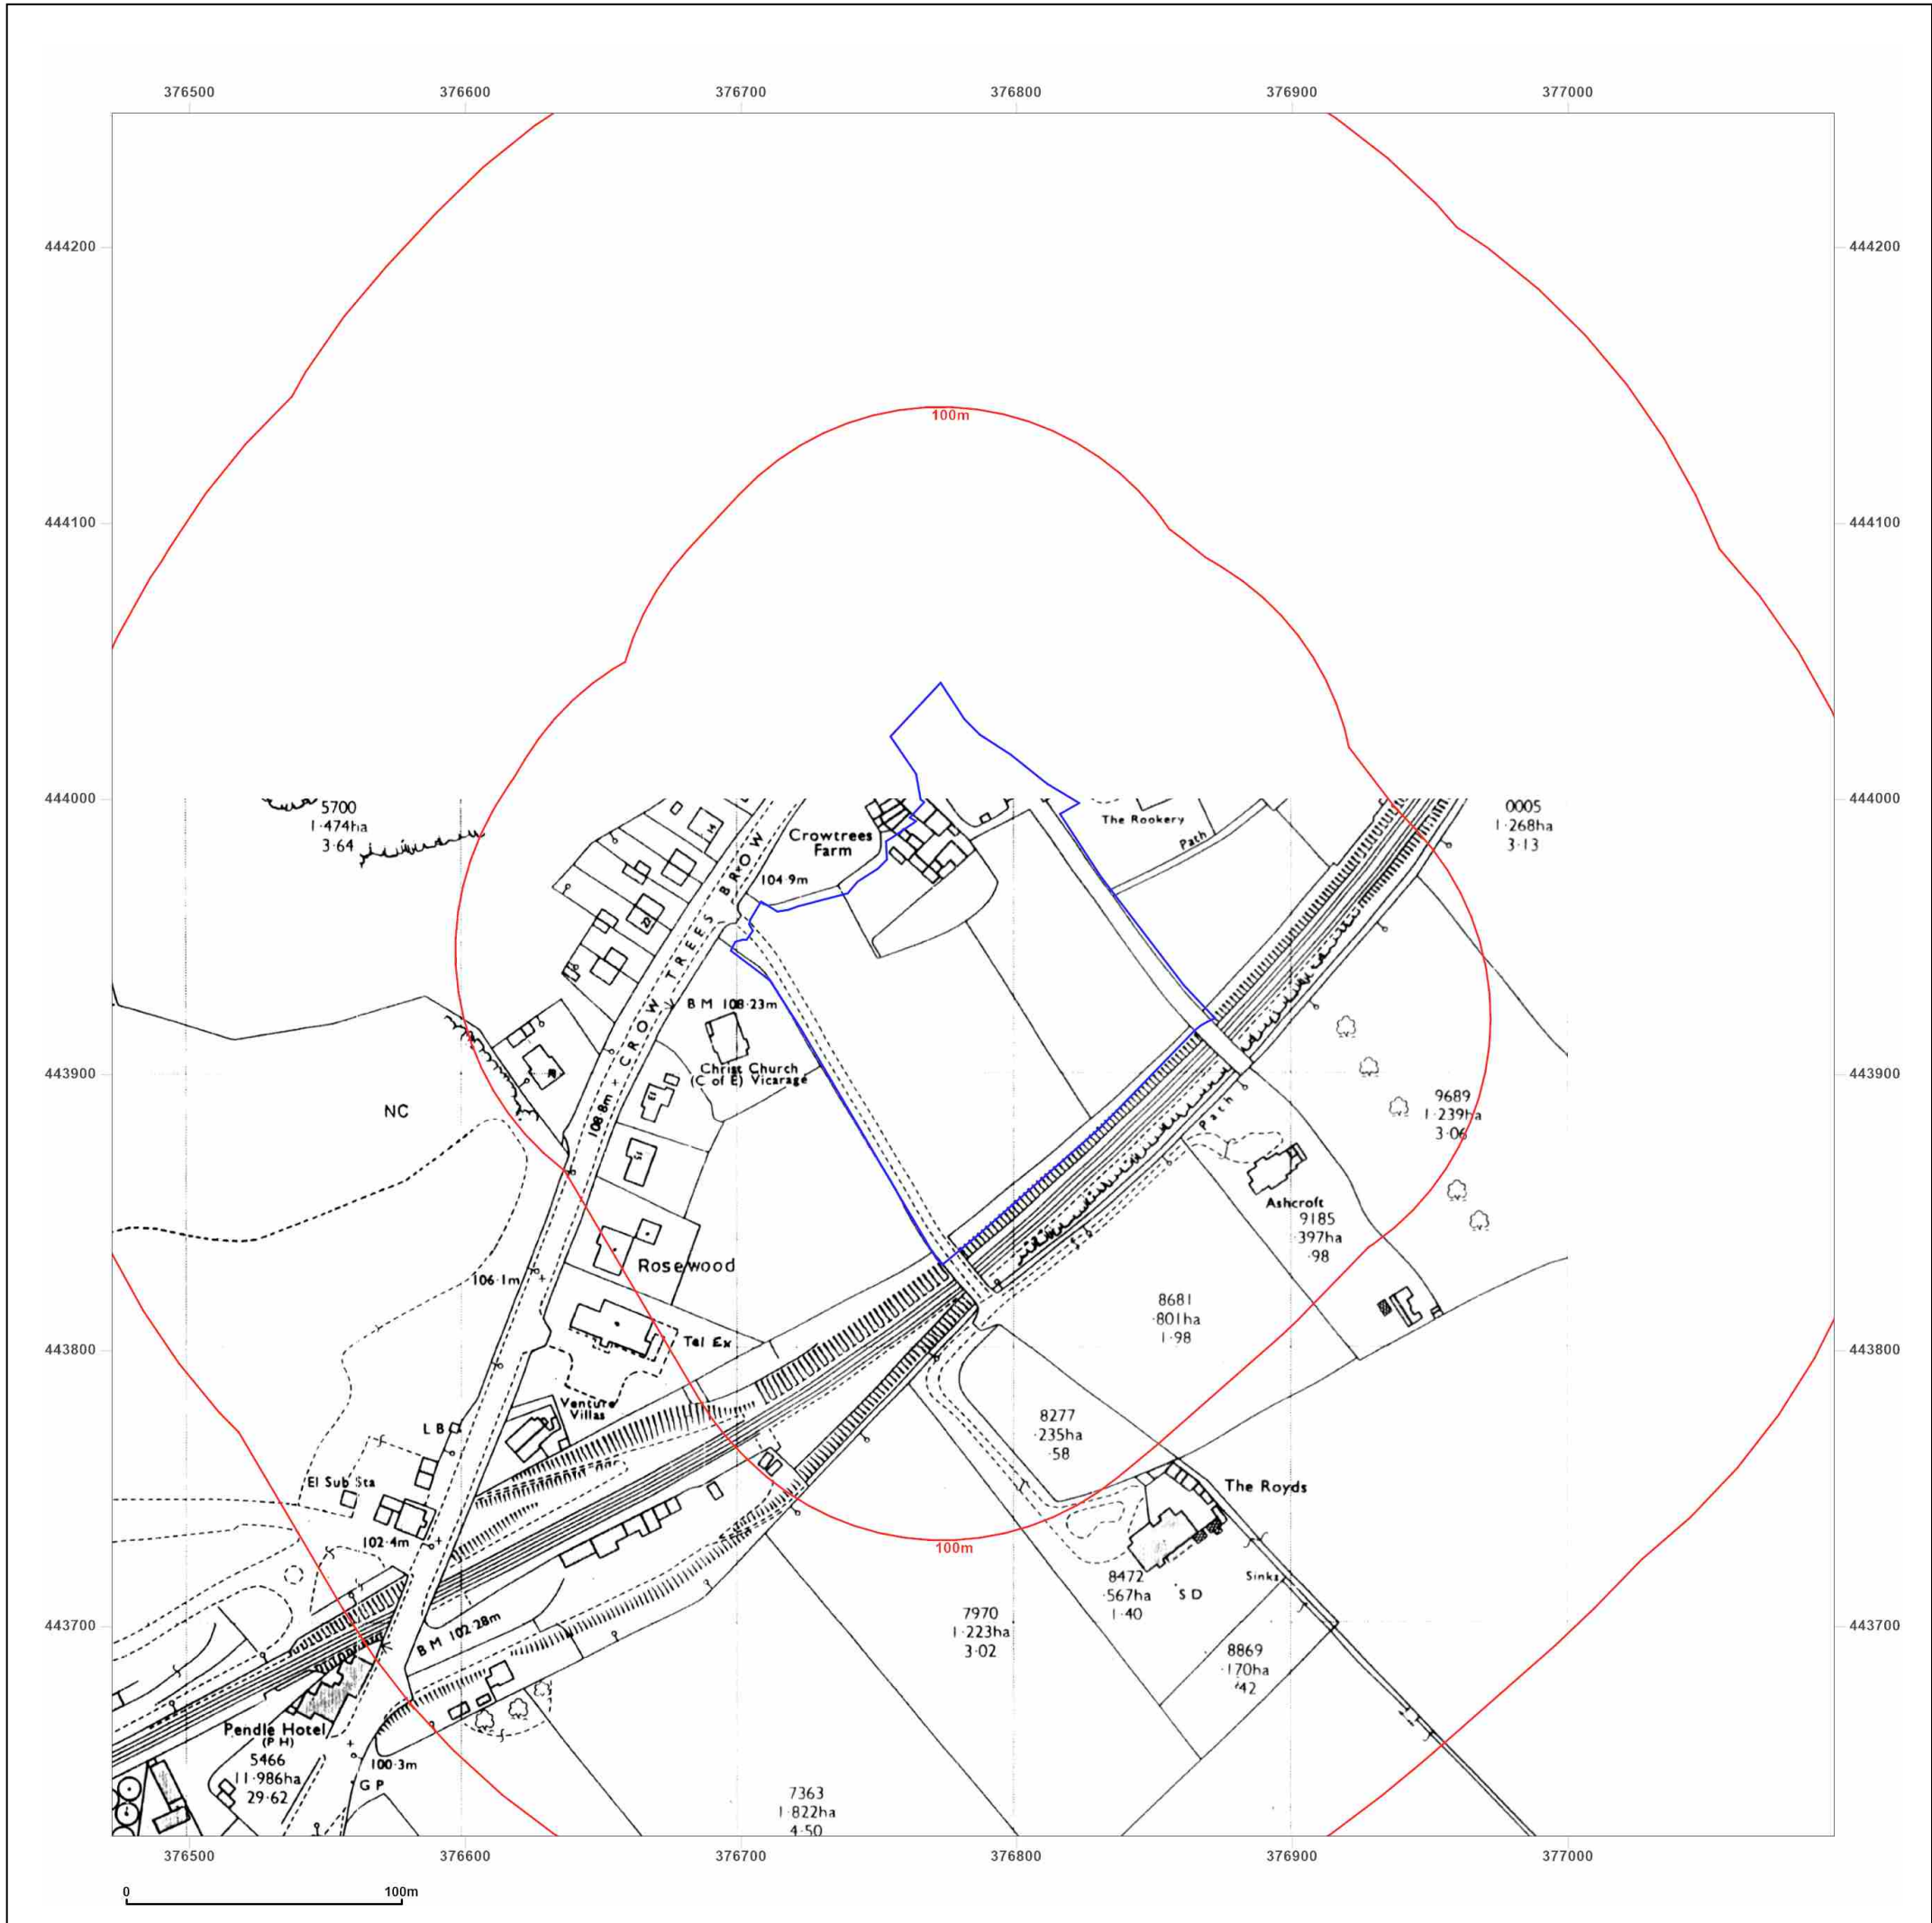 376500 376600 376700 376800 376900 377000
444200 444200
444100 444100
100m
444000 444000
5700
1·474ha
3·64
14
Crowtrees
Farm
The Rookery
Path
0005
1·268ha
3·13
104·9m
22
CROW TREES BROW
BM 108·23m
Christ Church
(C of E) Vicarage
443900 443900
NC
108·8m
CROW
Path
9689
1·239ha
3·06
Ashcroft
9185
·397ha
·98
Rosewood
106·1m
8681
·801ha
1·98
Tel Ex
443800 443800
Venture
Villas
L B
8277
·235ha
·58
El Sub Sta
The Royds
102·4m
100m
8472
·567ha
1·40
S D
Sinks
7970
1·223ha
3·02
443700 443700
BM 102·28m
8869
·170ha
·42
Pendle Hotel
(P H)
5466
11·986ha
29·62
100·3m
G P
7363
1·822ha
4·50
376500 376600 376700 376800 376900 377000
0 100m